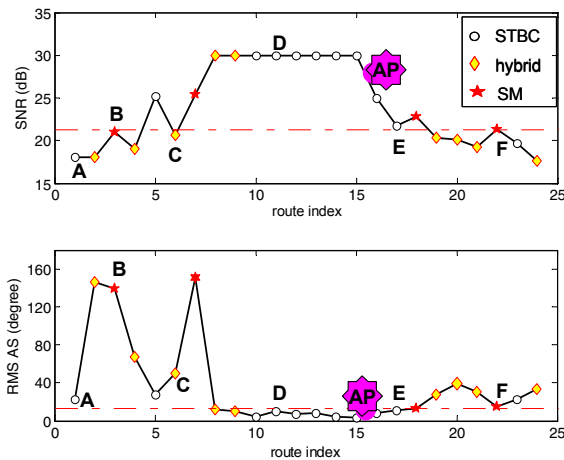 30
25
20
15
SNR (dB)
A
B
C
D
AP
E
F
STBC
hybrid
SM
0
5
10
15
20
25
route index
160
120
80
40
0
RMS AS (degree)
A
B
C
D
AP
E
F
0
5
10
15
20
25
route index